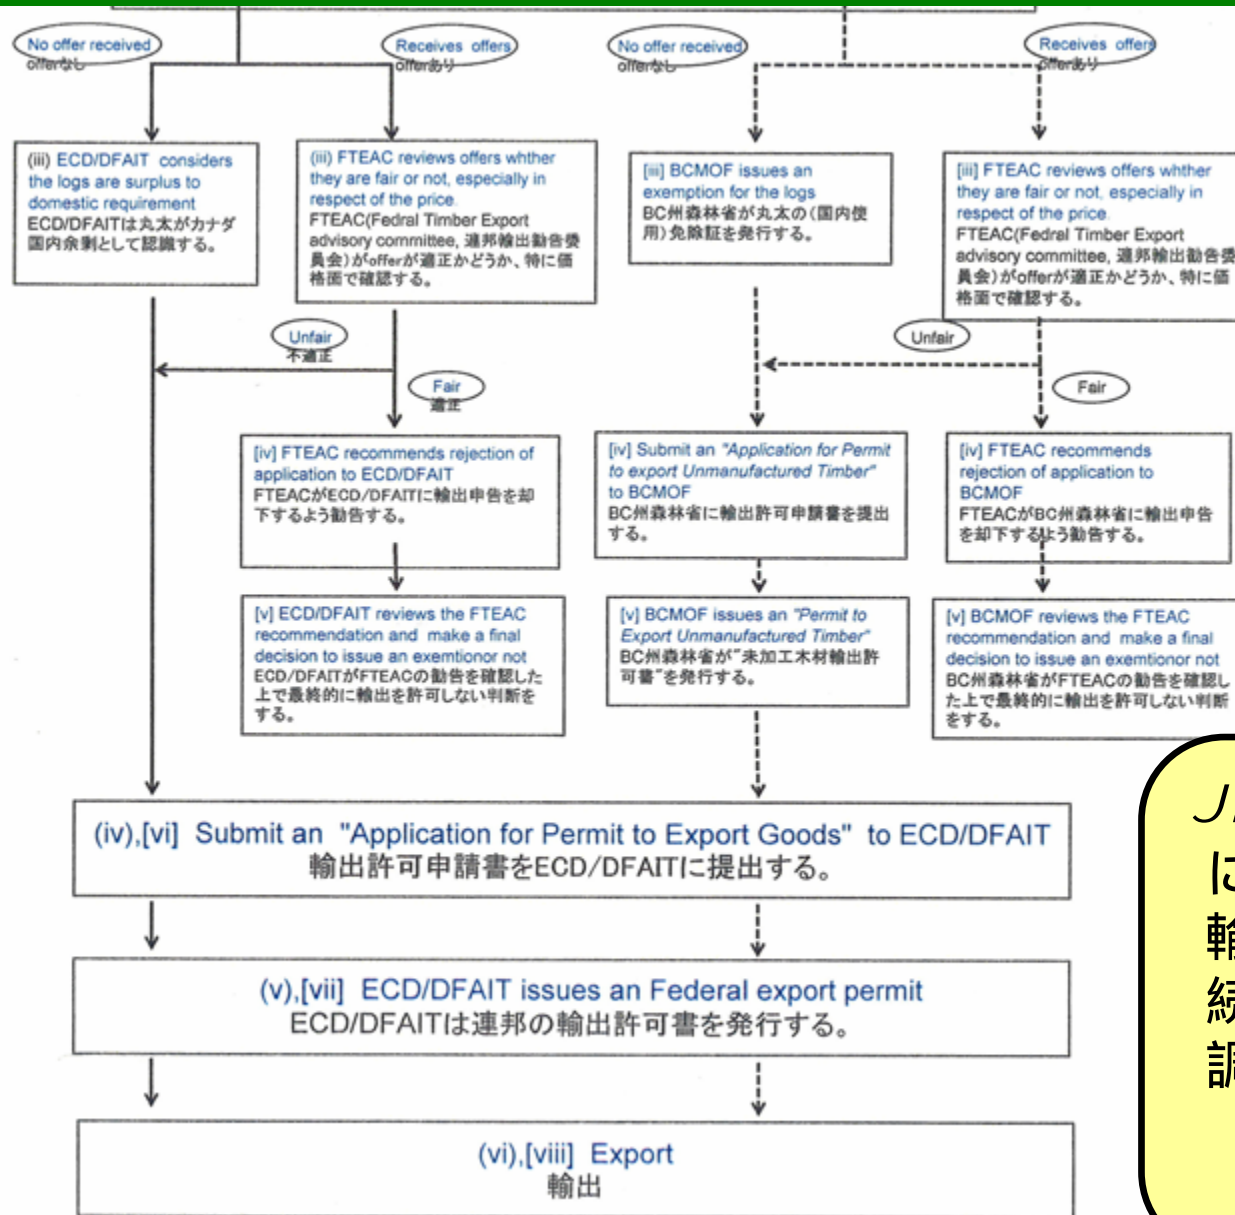 No offer received
offerなし
Receives offers
offerあり
No offer received
offerなし
Receives offers
offerあり
(iii) ECD/DFAIT considers
the logs are surplus to
domestic requirement
ECD/DFAITは丸太がカナダ
国内余剰として認識する。
(iii) FTEAC reviews offers whther
they are fair or not, especially in
respect of the price.
FTEAC(Fedral Timber Export
advisory committee, 連邦輸出勧告委
員会)がofferが適正かどうか、特に価
格面で確認する。
[iii] BCMOF issues an
exemption for the logs
BC州森林省が丸太の(国内使
用)免除証を発行する。
[iii] FTEAC reviews offers whther
they are fair or not, especially in
respect of the price.
FTEAC(Fedral Timber Export
advisory committee, 連邦輸出勧告委
員会)がofferが適正かどうか、特に価
格面で確認する。
Unfair
不適正
Fair
適正
Unfair
Fair
[iv] FTEAC recommends rejection of
application to ECD/DFAIT
FTEACがECD/DFAITに輸出申告を却
下するよう勧告する。
[iv] Submit an "Application for Permit
to export Unmanufactured Timber"
to BCMOF
BC州森林省に輸出許可申請書を提出
する。
[iv] FTEAC recommends
rejection of application to
BCMOF
FTEACがBC州森林省に輸出申告
を却下するよう勧告する。
[v] ECD/DFAIT reviews the FTEAC
recommendation and make a final
decision to issue an exemtionor not
ECD/DFAITがFTEACの勧告を確認した
上で最終的に輸出を許可しない判断を
する。
[v] BCMOF issues an "Permit to
Export Unmanufactured Timber"
BC州森林省が"未加工木材輸出許
可書"を発行する。
[v] BCMOF reviews the FTEAC
recommendation and make a final
decision to issue an exemtionor not
BC州森林省がFTEACの勧告を確認し
た上で最終的に輸出を許可しない判断
をする。
(iv),[vi] Submit an "Application for Permit to Export Goods" to ECD/DFAIT
輸出許可申請書をECD/DFAITに提出する。
(v),[vii] ECD/DFAIT issues an Federal export permit
ECD/DFAITは連邦の輸出許可書を発行する。
(vi),[viii] Export
輸出
に
輸
続
調